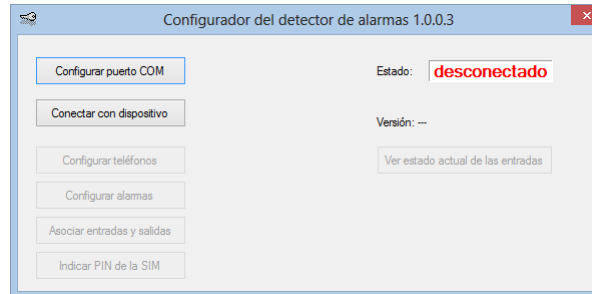 Configurador del detector de alarmas 1.0.0.3
Configurar puerto COM
Estado: desconectado
Conectar con dispositivo
Versión: ---
Configurar teléfonos
Ver estado actual de las entradas
Configurar alarmas
Asociar entradas y salidas
Indicar PIN de la SIM